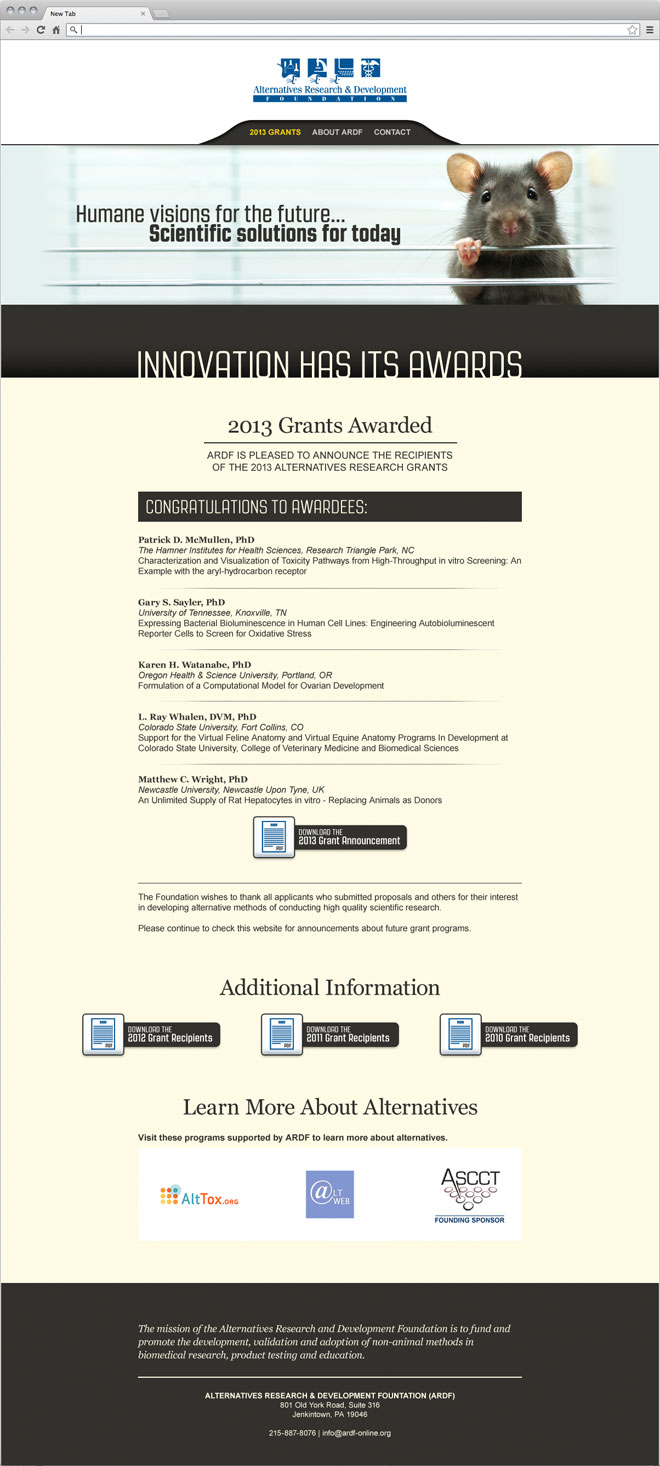 New Tab
Alternatives Research & Development
FOUNDATION
2013 GRANTS ABOUT ARDF CONTACT
Humane visions for the future...
Scientific solutions for today
INNOVATION HAS ITS AWARDS
2013 Grants Awarded
ARDF IS PLEASED TO ANNOUNCE THE RECIPIENTS
OF THE 2013 ALTERNATIVES RESEARCH GRANTS
CONGRATULATIONS TO AWARDEES:
Patrick D. McMullen, PhD
The Hamner Institutes for Health Sciences, Research Triangle Park, NC
Characterization and Visualization of Toxicity Pathways from High-Throughput in vitro Screening: An
Example with the aryl-hydrocarbon receptor
Gary S. Sayler, PhD
University of Tennessee, Knoxville, TN
Expressing Bacterial Bioluminescence in Human Cell Lines: Engineering Autobioluminescent
Reporter Cells to Screen for Oxidative Stress
Karen H. Watanabe, PhD
Oregon Health & Science University, Portland, OR
Formulation of a Computational Model for Ovarian Development
L. Ray Whalen, DVM, PhD
Colorado State University, Fort Collins, CO
Support for the Virtual Feline Anatomy and Virtual Equine Anatomy Programs In Development at
Colorado State University, College of Veterinary Medicine and Biomedical Sciences
Matthew C. Wright, PhD
Newcastle University, Newcastle Upon Tyne, UK
An Unlimited Supply of Rat Hepatocytes in vitro - Replacing Animals as Donors
PDF
DOWNLOAD THE
2013 Grant Announcement
The Foundation wishes to thank all applicants who submitted proposals and others for their interest
in developing alternative methods of conducting high quality scientific research.
Please continue to check this website for announcements about future grant programs.
Additional Information
PDF
DOWNLOAD THE
2012 Grant Recipients
PDF
DOWNLOAD THE
2011 Grant Recipients
PDF
DOWNLOAD THE
2010 Grant Recipients
Learn More About Alternatives
Visit these programs supported by ARDF to learn more about alternatives.
AltTox.ORG
@LT
WEB
ASCCT
FOUNDING SPONSOR
The mission of the Alternatives Research and Development Foundation is to fund and
promote the development, validation and adoption of non-animal methods in
biomedical research, product testing and education.
ALTERNATIVES RESEARCH & DEVELOPMENT FOUNTATION (ARDF)
801 Old York Road, Suite 316
Jenkintown, PA 19046
215-887-8076 | info@ardf-online.org